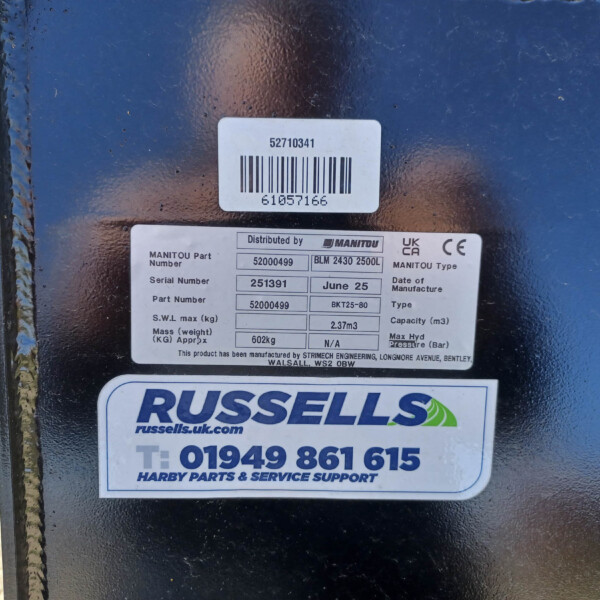 52710341
61057166
Distributed by MANITOU UK CA CE
MANITOU Part Number 52000499 BLM 2430 2500L MANITOU Type
Serial Number 251391 June 25 Date of Manufacture
Part Number 52000499 BKT25-80 Type
S.W.L max (kg) 2.37m3 Capacity (m3)
Mass (weight) (KG) Approx 602kg N/A Max Hyd Pressure (Bar)
This product has been manufactured by STRIMECH ENGINEERING, LONGMORE AVENUE, BENTLEY,
WALSALL, WS2 0BW
RUSSELLS
russells.uk.com
T: 01949 861 615
HARBY PARTS & SERVICE SUPPORT